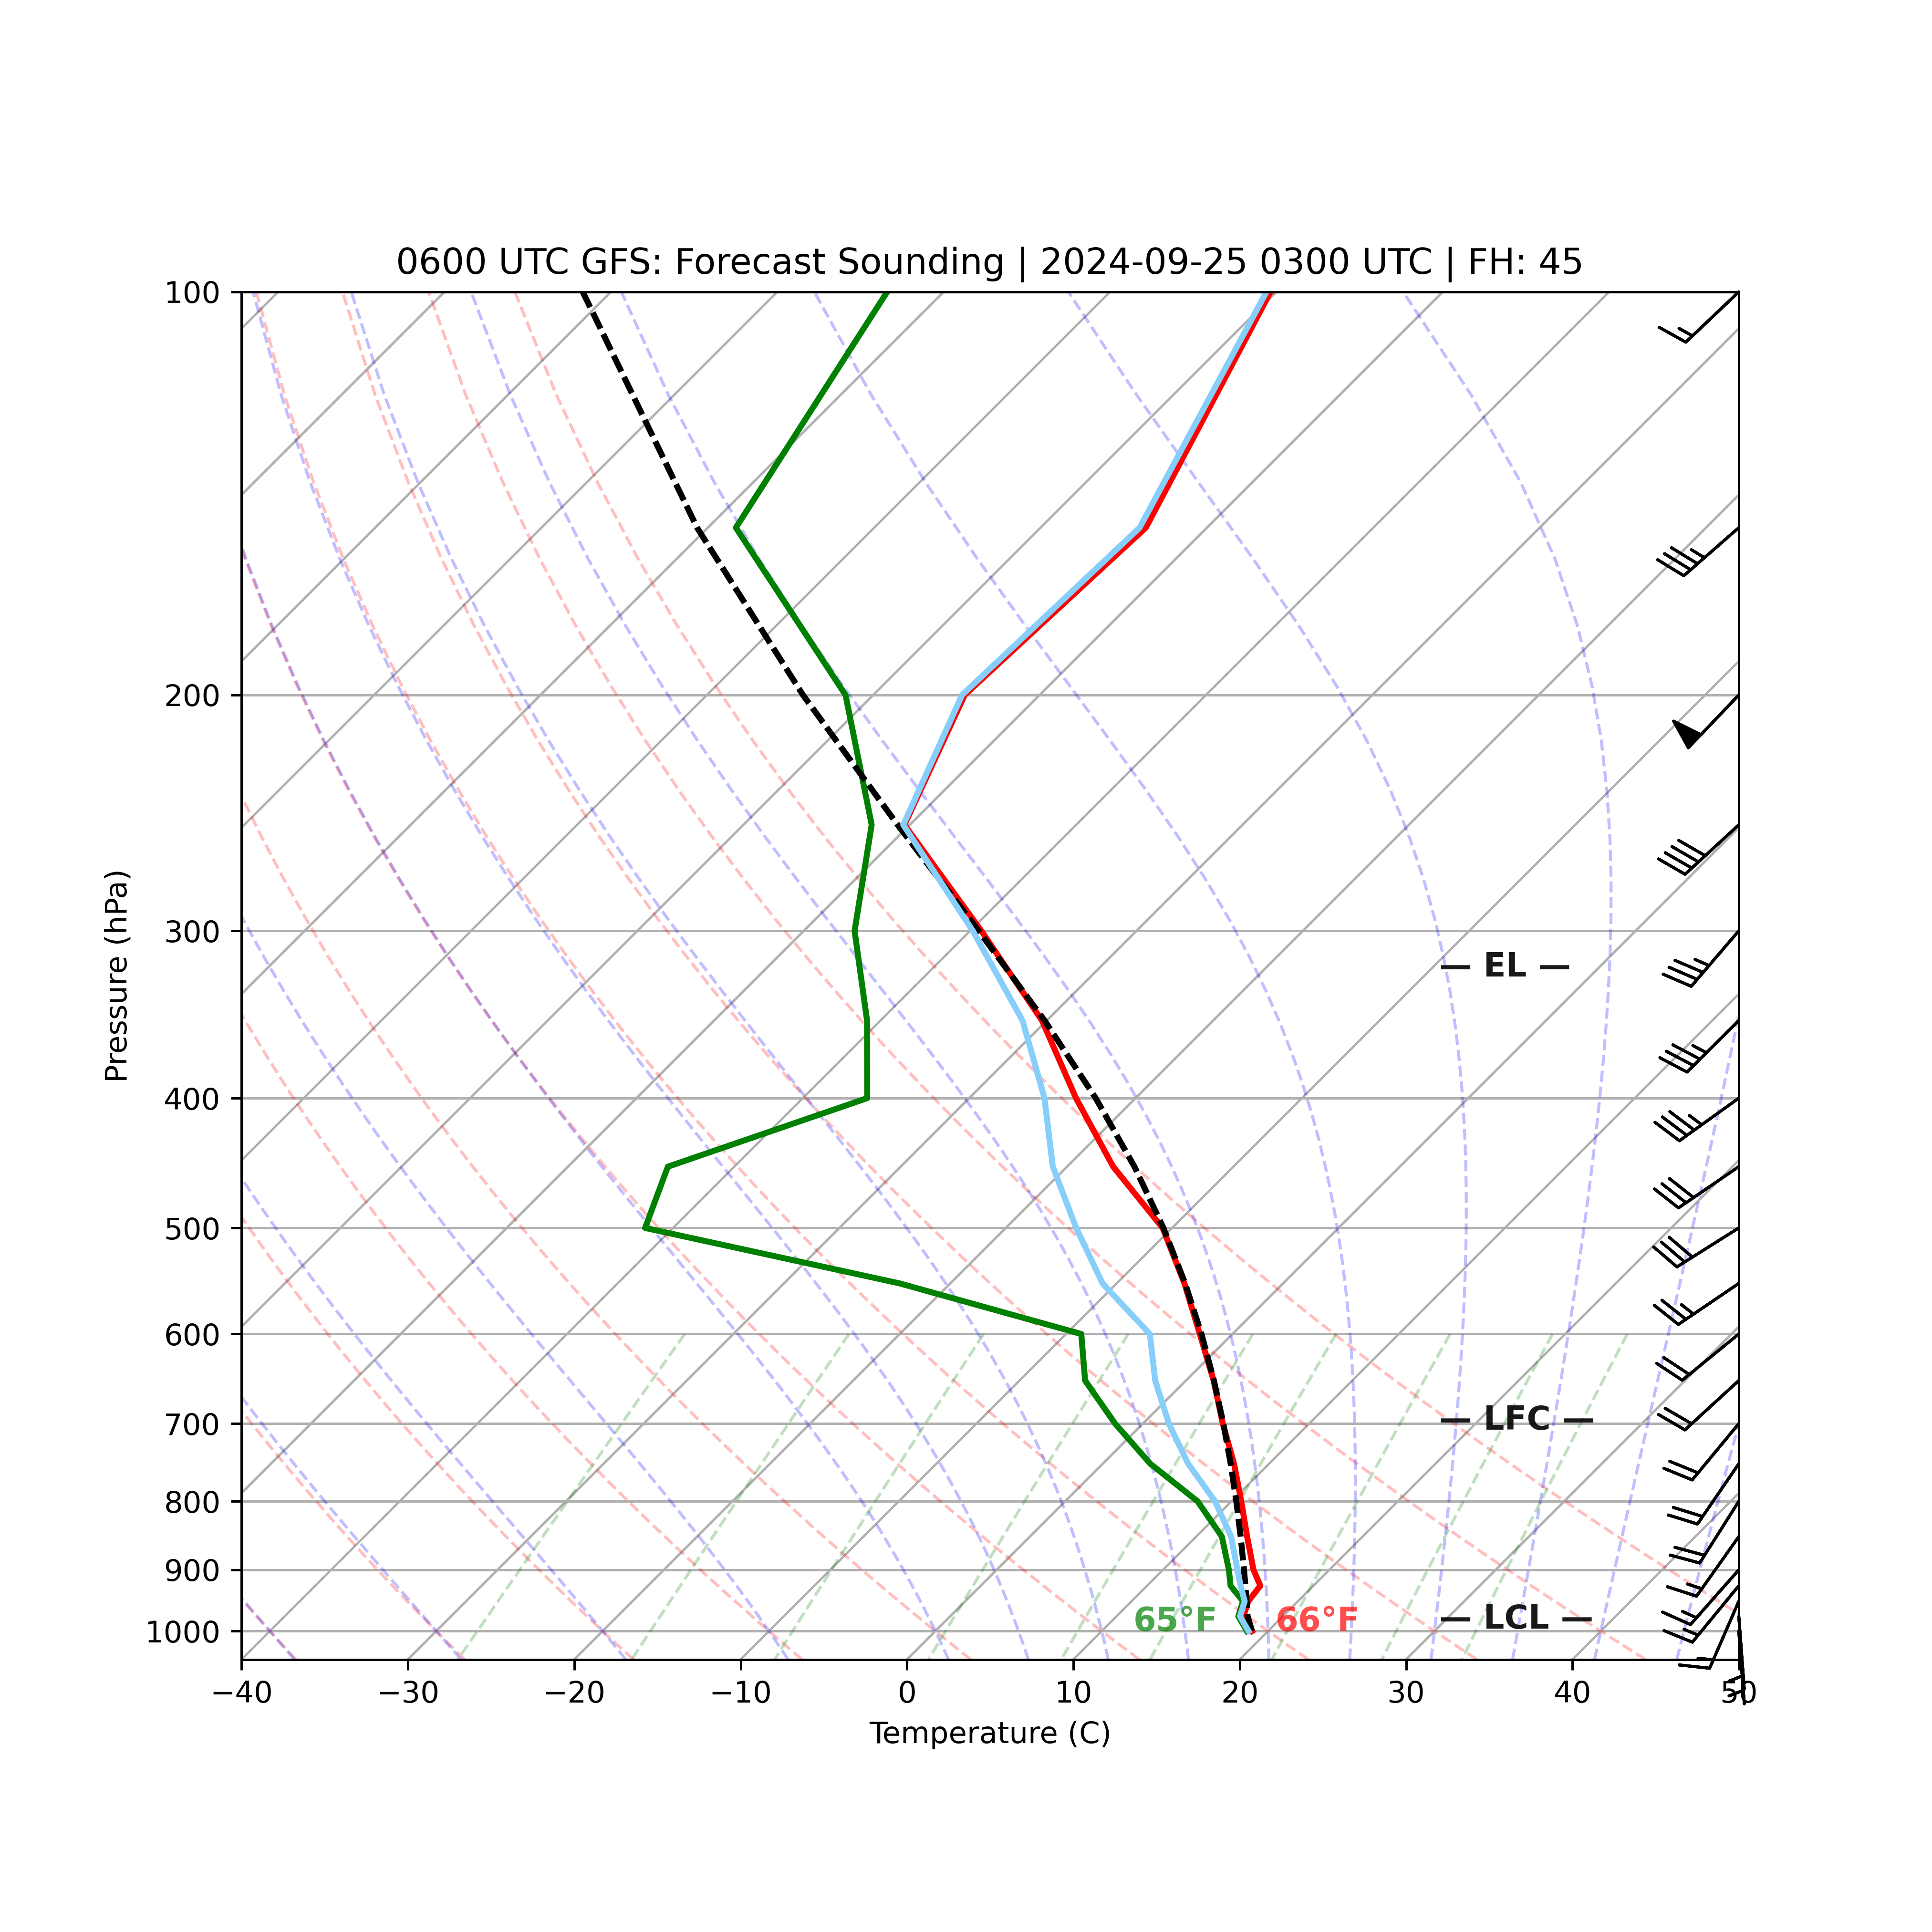 0600 UTC GFS: Forecast Sounding | 2024-09-25 0300 UTC | FH: 45
100
200
300
400
500
600
700
800
900
1000
Pressure (hPa)
— EL —
— LFC —
— LCL —
65°F 66°F
−40 −30 −20 −10 0 10 20 30 40 50
Temperature (C)